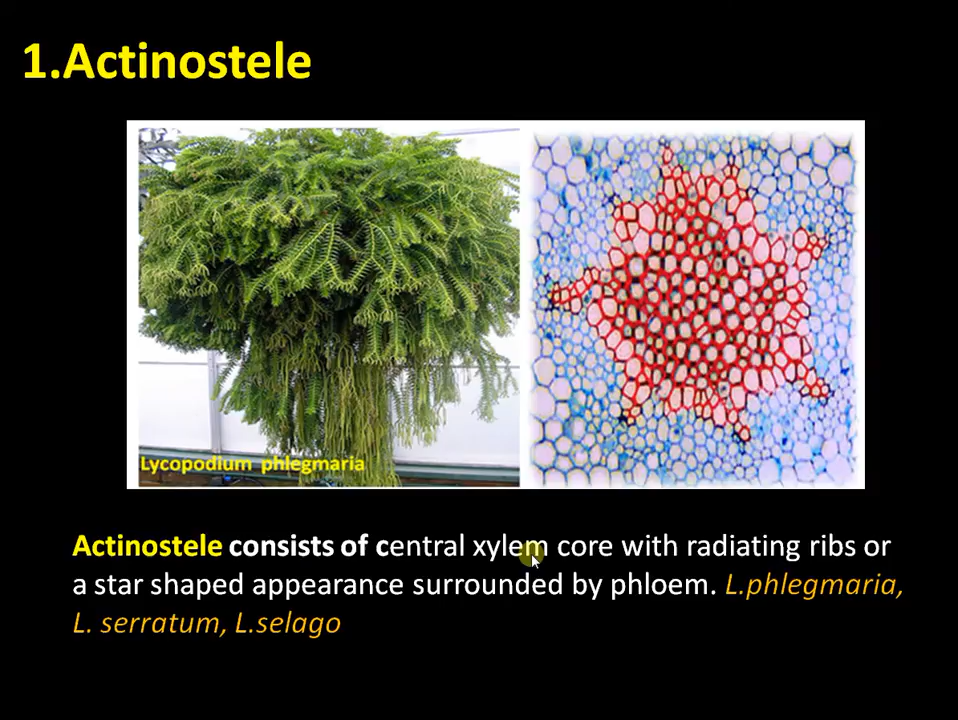 1.Actinostele
Lycopodium phlegmaria
Actinostele consists of central xylem core with radiating ribs or
a star shaped appearance surrounded by phloem. L.phlegmaria,
L. serratum, L.selago